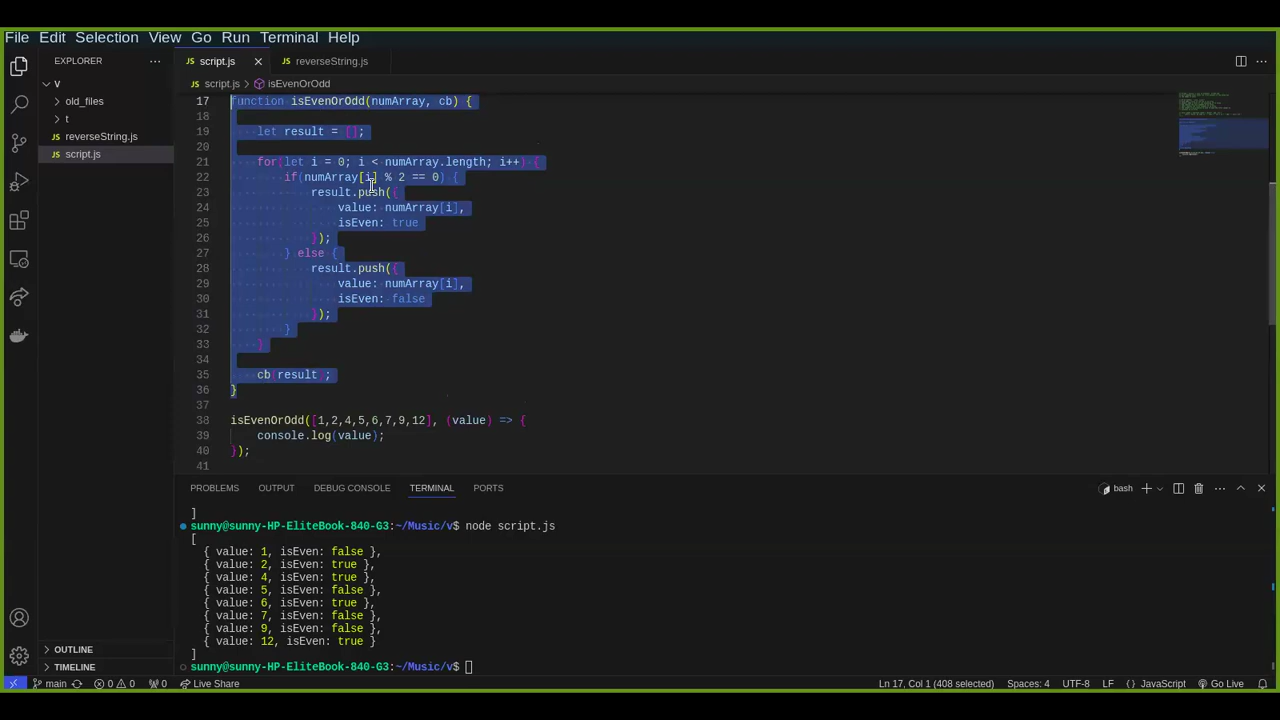 File Edit Selection View Go Run Terminal Help
EXPLORER
script.js
reverseString.js
V
script.js
isEvenOrOdd
old_files
t
reverseString.js
script.js
17 function isEvenOrOdd(numArray, cb) {
18
19 let result = [];
20
21 for(let i = 0; i < numArray.length; i++) {
22 if(numArray[i] % 2 == 0) {
23 result.push({
24 value: numArray[i],
25 isEven: true
26 });
27 } else {
28 result.push({
29 value: numArray[i],
30 isEven: false
31 });
32 }
33 }
34
35 cb(result);
36 }
37
38 isEvenOrOdd([1,2,4,5,6,7,9,12], (value) => {
39 console.log(value);
40 });
41
PROBLEMS OUTPUT DEBUG CONSOLE TERMINAL PORTS
bash
]
sunny@sunny-HP-EliteBook-840-G3:~/Music/v$ node script.js
[
{ value: 1, isEven: false },
{ value: 2, isEven: true },
{ value: 4, isEven: true },
{ value: 5, isEven: false },
{ value: 6, isEven: true },
{ value: 7, isEven: false },
{ value: 9, isEven: false },
{ value: 12, isEven: true }
]
sunny@sunny-HP-EliteBook-840-G3:~/Music/v$
OUTLINE
TIMELINE
main 0 0 0 Live Share Ln 17, Col 1 (408 selected) Spaces: 4 UTF-8 LF {} JavaScript Go Live